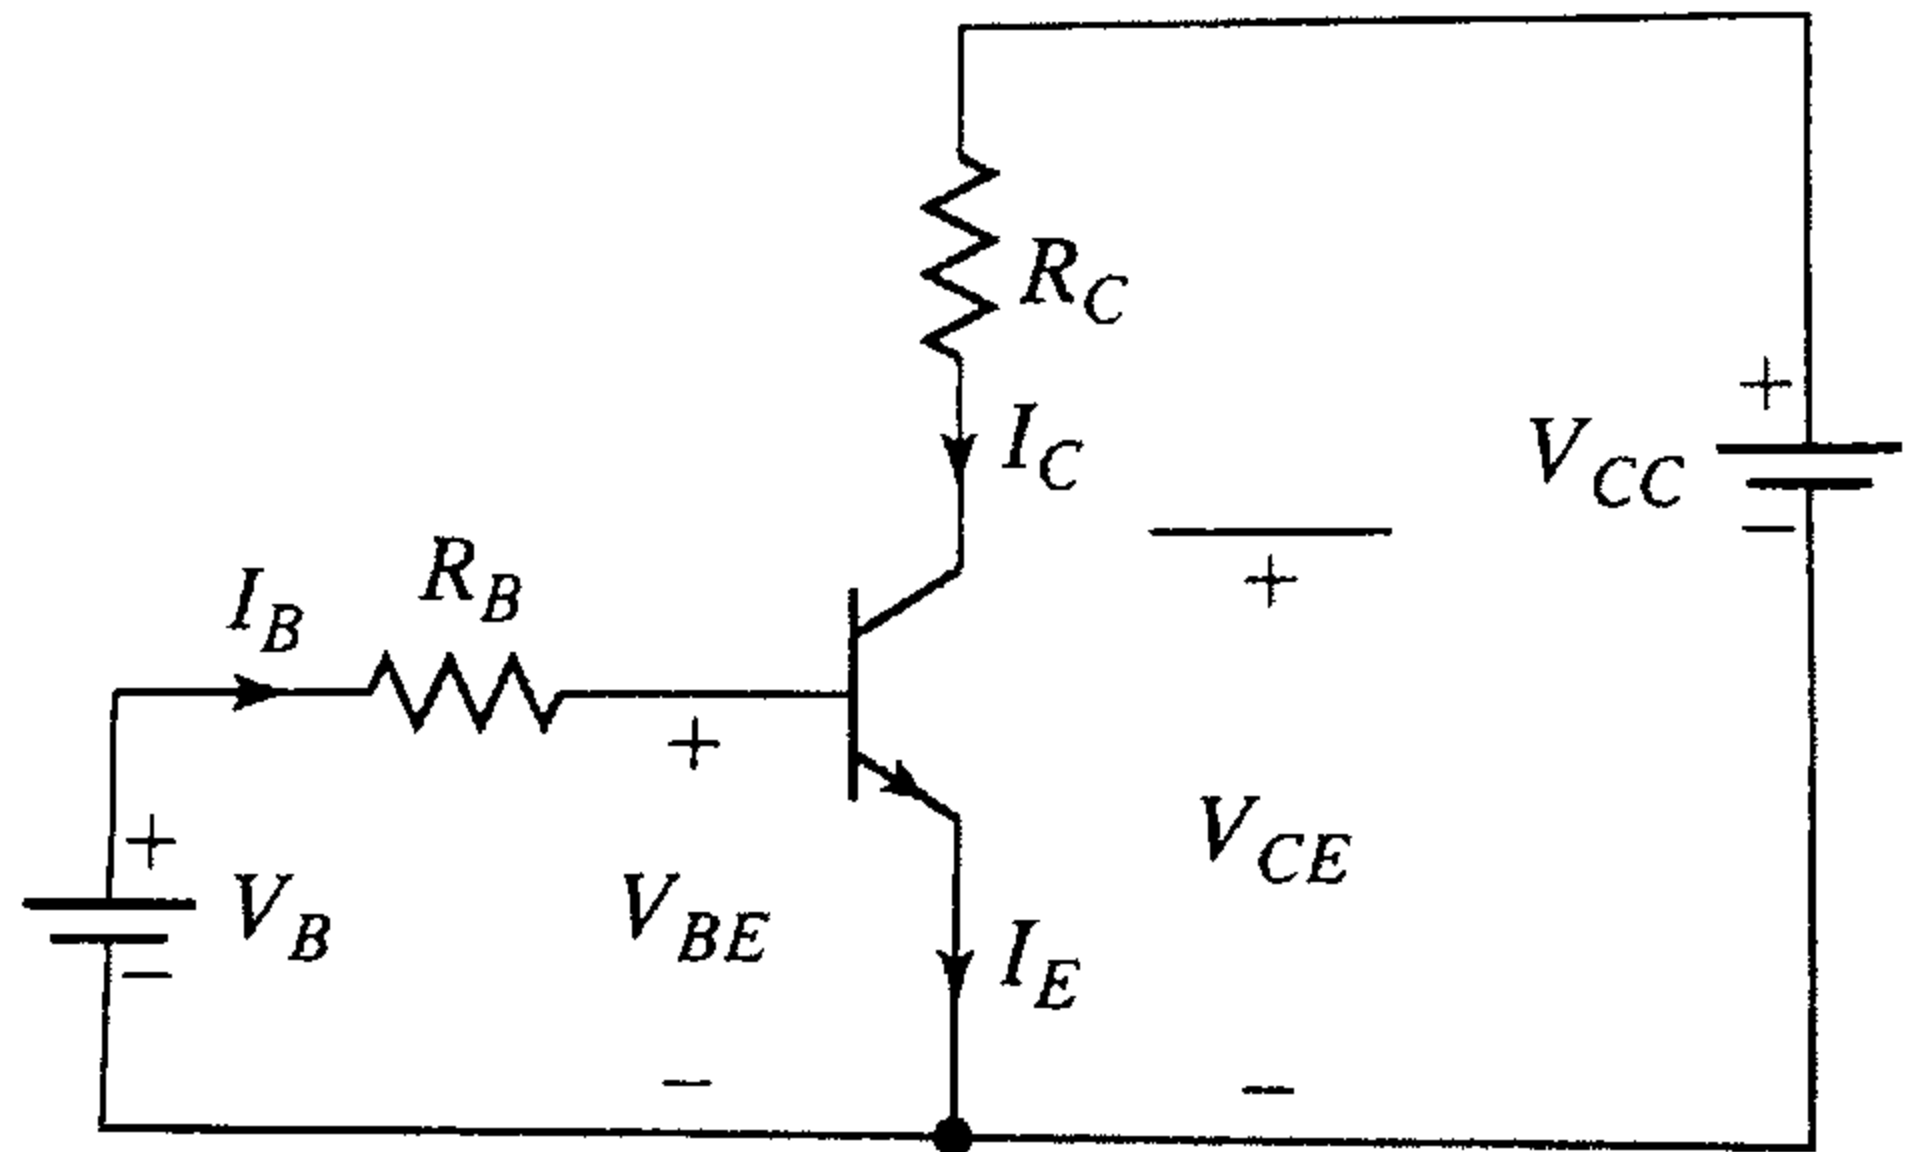 R_C
+
I_C
V_CC
−
R_B
I_B
+
+
+
V_B
V_BE
V_CE
−
I_E
−
−